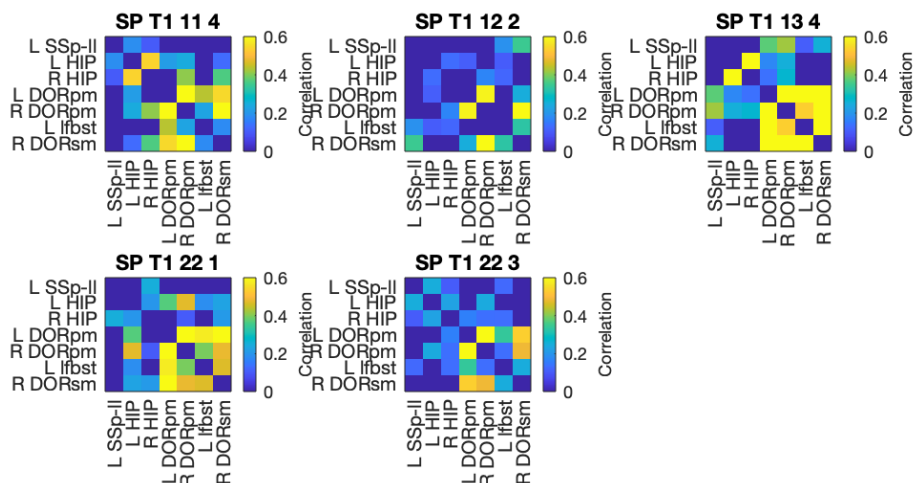 SP T1 11 4
L SSp-ll
L HIP
R HIP
L DORpm
R DORpm
L lfbst
R DORsm
0.6
0.4
0.2
0
Correlation
L SSp-ll
L HIP
R HIP
L DORpm
R DORpm
L lfbst
R DORsm
SP T1 12 2
L SSp-ll
L HIP
R HIP
L DORpm
R DORpm
L lfbst
R DORsm
0.6
0.4
0.2
0
Correlation
L SSp-ll
L HIP
R HIP
L DORpm
R DORpm
L lfbst
R DORsm
SP T1 13 4
L SSp-ll
L HIP
R HIP
L DORpm
R DORpm
L lfbst
R DORsm
0.6
0.4
0.2
0
Correlation
L SSp-ll
L HIP
R HIP
L DORpm
R DORpm
L lfbst
R DORsm
SP T1 22 1
L SSp-ll
L HIP
R HIP
L DORpm
R DORpm
L lfbst
R DORsm
0.6
0.4
0.2
0
Correlation
L SSp-ll
L HIP
R HIP
L DORpm
R DORpm
L lfbst
R DORsm
SP T1 22 3
L SSp-ll
L HIP
R HIP
L DORpm
R DORpm
L lfbst
R DORsm
0.6
0.4
0.2
0
Correlation
L SSp-ll
L HIP
R HIP
L DORpm
R DORpm
L lfbst
R DORsm